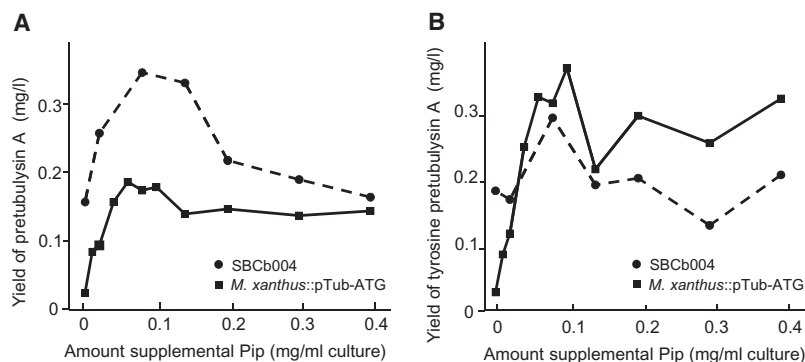 A
Yield of pretubulysin A (mg/l)
0.3
0.2
0.1
0
0
0.1
0.2
0.3
0.4
SBCb004
M. xanthus::pTub-ATG
Amount supplemental Pip (mg/ml culture)
B
Yield of tyrosine pretubulysin A (mg/l)
0.3
0.2
0.1
0
0
0.1
0.2
0.3
0.4
SBCb004
M. xanthus::pTub-ATG
Amount supplemental Pip (mg/ml culture)